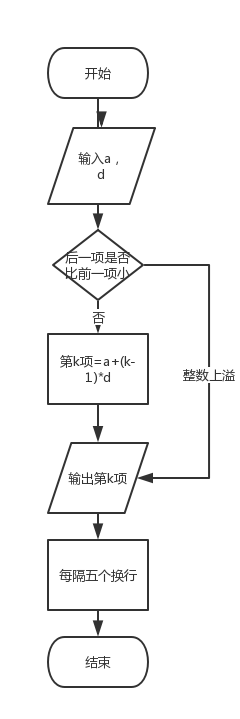 开始
输入a，
d
后一项是否
比前一项小
否
第k项=a+(k-
1)*d
整数上溢
输出第k项
每隔五个换行
结束